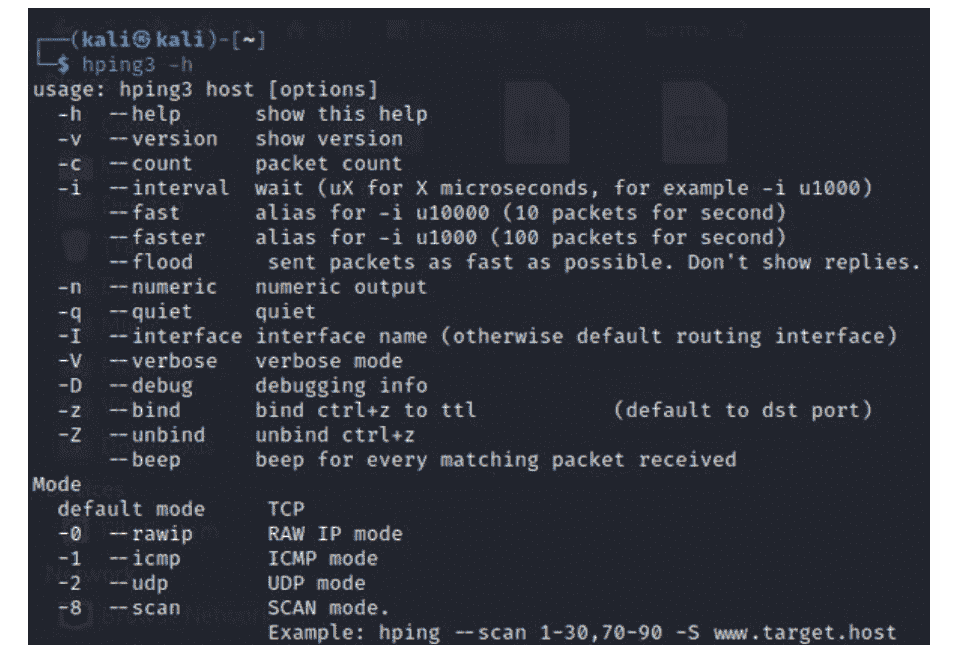 ┌──(kali㉿kali)-[~]
└─$ hping3 -h
usage: hping3 host [options]
  -h  --help      show this help
  -v  --version   show version
  -c  --count     packet count
  -i  --interval  wait (uX for X microseconds, for example -i u1000)
      --fast      alias for -i u10000 (10 packets for second)
      --faster    alias for -i u1000 (100 packets for second)
      --flood      sent packets as fast as possible. Don't show replies.
  -n  --numeric   numeric output
  -q  --quiet     quiet
  -I  --interface interface name (otherwise default routing interface)
  -V  --verbose   verbose mode
  -D  --debug     debugging info
  -z  --bind      bind ctrl+z to ttl           (default to dst port)
  -Z  --unbind    unbind ctrl+z
      --beep      beep for every matching packet received
Mode
  default mode     TCP
  -0  --rawip      RAW IP mode
  -1  --icmp       ICMP mode
  -2  --udp        UDP mode
  -8  --scan       SCAN mode.
                   Example: hping --scan 1-30,70-90 -S www.target.host